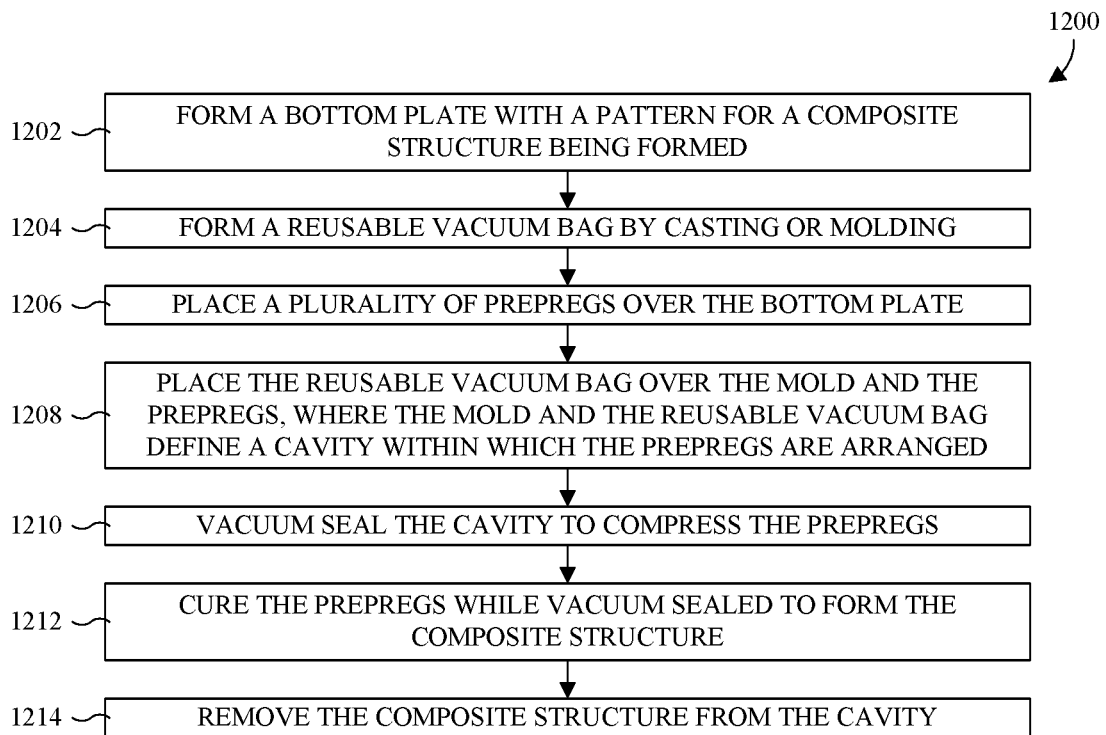 1200
1202
FORM A BOTTOM PLATE WITH A PATTERN FOR A COMPOSITE
STRUCTURE BEING FORMED
1204
FORM A REUSABLE VACUUM BAG BY CASTING OR MOLDING
1206
PLACE A PLURALITY OF PREPREGS OVER THE BOTTOM PLATE
1208
PLACE THE REUSABLE VACUUM BAG OVER THE MOLD AND THE
PREPREGS, WHERE THE MOLD AND THE REUSABLE VACUUM BAG
DEFINE A CAVITY WITHIN WHICH THE PREPREGS ARE ARRANGED
1210
VACUUM SEAL THE CAVITY TO COMPRESS THE PREPREGS
1212
CURE THE PREPREGS WHILE VACUUM SEALED TO FORM THE
COMPOSITE STRUCTURE
1214
REMOVE THE COMPOSITE STRUCTURE FROM THE CAVITY